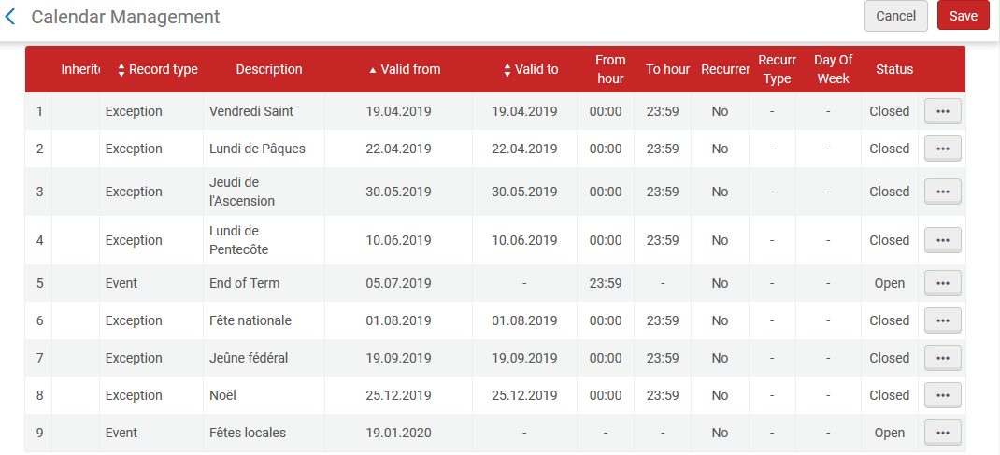 Calendar Management Cancel Save
Inherite Record type Description Valid from Valid to From hour To hour Recurren Recurr Type Day Of Week Status
1 Exception Vendredi Saint 19.04.2019 19.04.2019 00:00 23:59 No - - Closed ...
2 Exception Lundi de Pâques 22.04.2019 22.04.2019 00:00 23:59 No - - Closed ...
3 Exception Jeudi de l'Ascension 30.05.2019 30.05.2019 00:00 23:59 No - - Closed ...
4 Exception Lundi de Pentecôte 10.06.2019 10.06.2019 00:00 23:59 No - - Closed ...
5 Event End of Term 05.07.2019 - 23:59 - No - - Open ...
6 Exception Fête nationale 01.08.2019 01.08.2019 00:00 23:59 No - - Closed ...
7 Exception Jeûne fédéral 19.09.2019 19.09.2019 00:00 23:59 No - - Closed ...
8 Exception Noël 25.12.2019 25.12.2019 00:00 23:59 No - - Closed ...
9 Event Fêtes locales 19.01.2020 - - - No - - Open ...